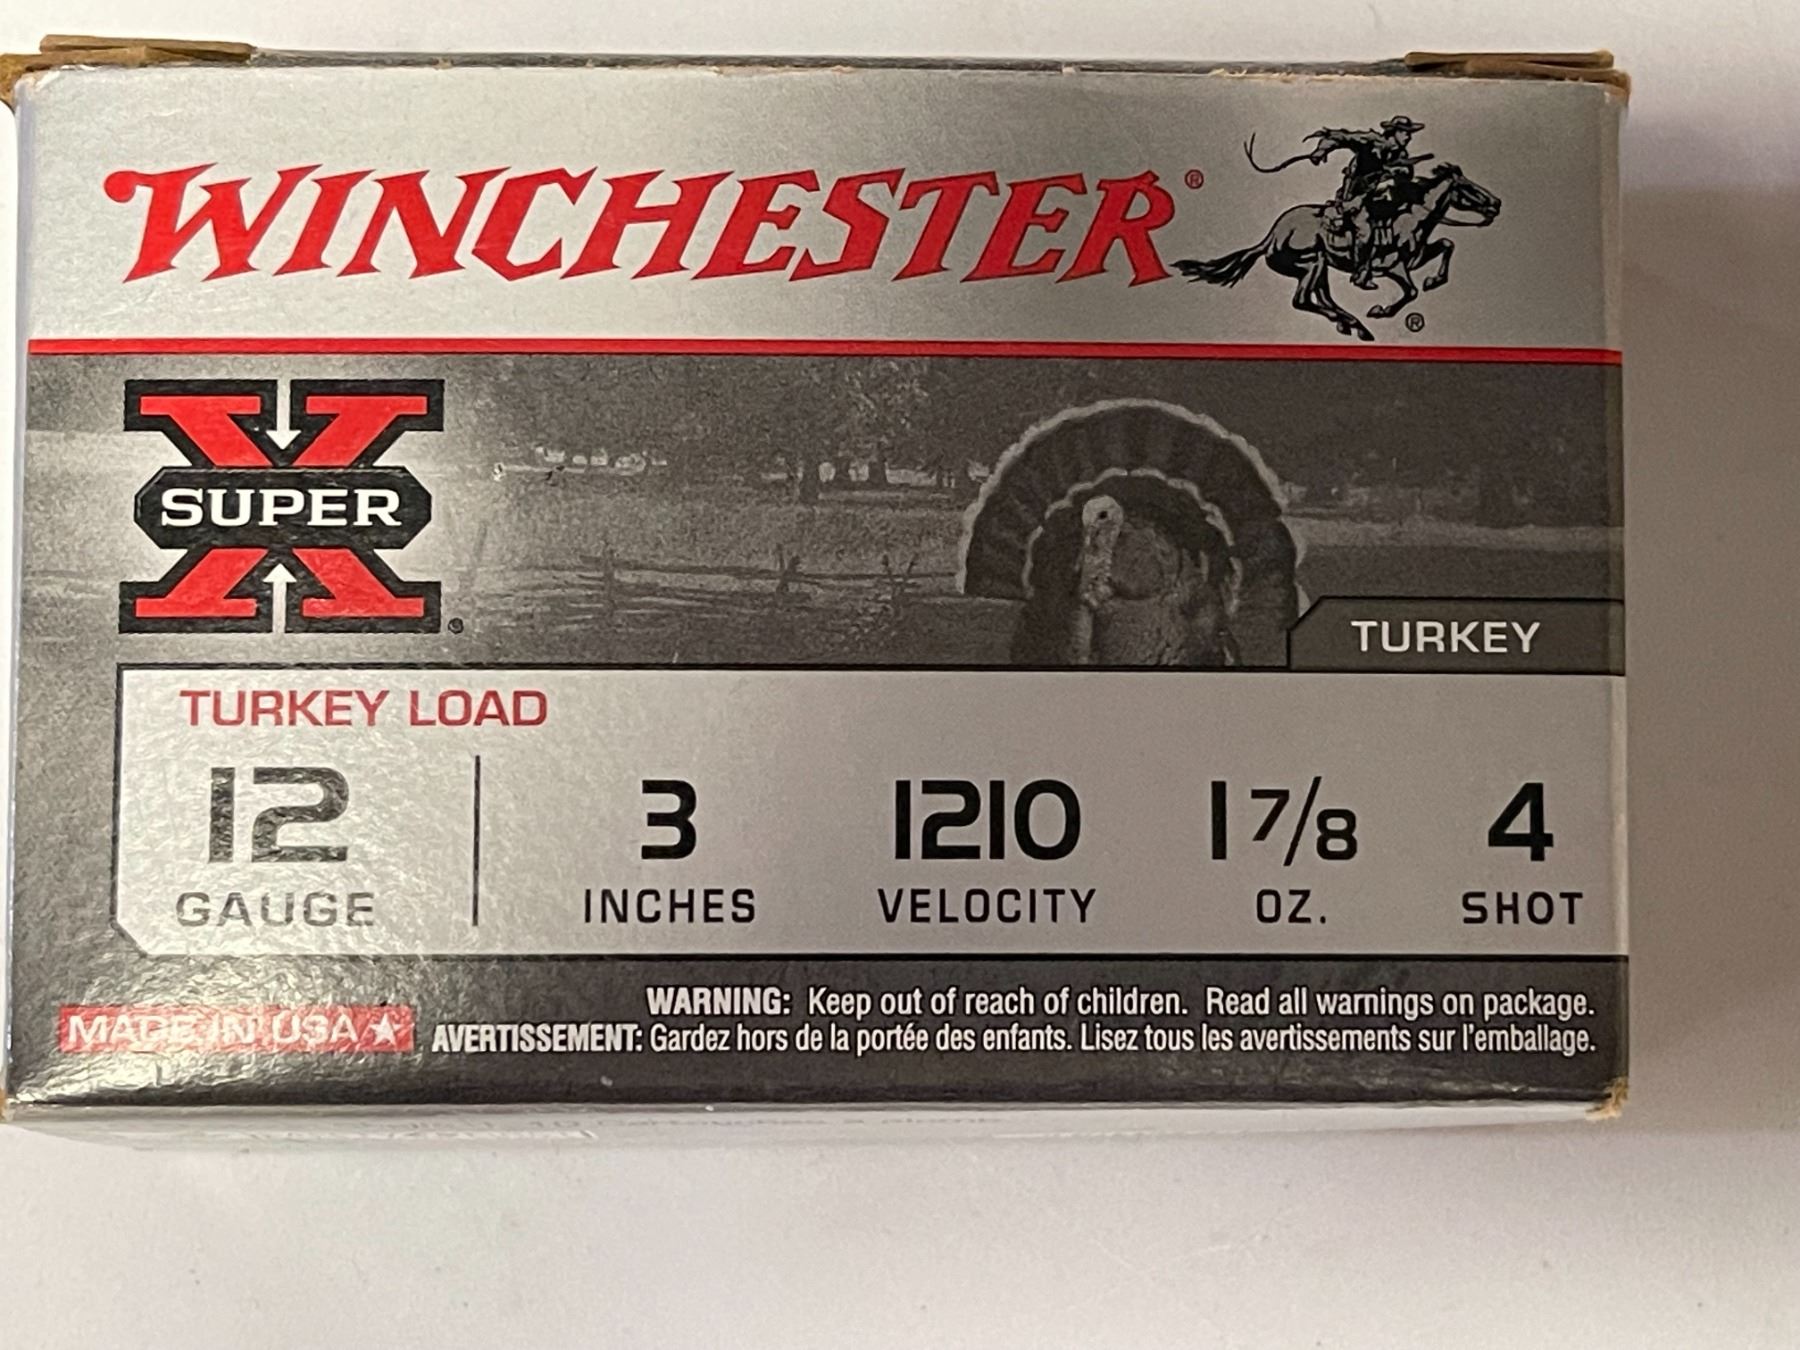 WINCHESTER®
®
SUPER X
TURKEY
TURKEY LOAD
12 GAUGE
3 INCHES
1210 VELOCITY
1 7/8 OZ.
4 SHOT
MADE IN USA
WARNING: Keep out of reach of children. Read all warnings on package.
AVERTISSEMENT: Gardez hors de la portée des enfants. Lisez tous les avertissements sur l'emballage.